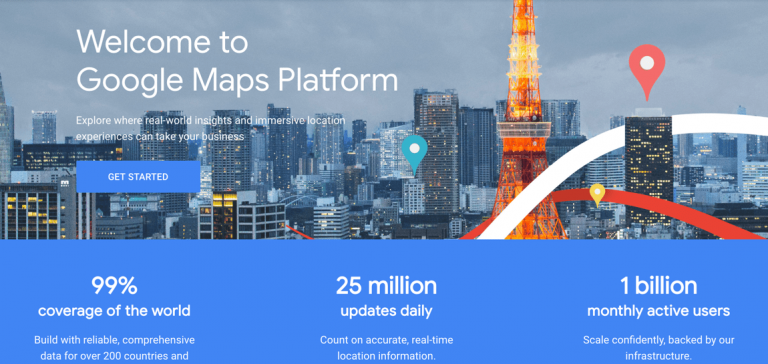 Welcome to
Google Maps Platform
Explore where real-world insights and immersive location
experiences can take your business
GET STARTED
99%
coverage of the world
Build with reliable, comprehensive
data for over 200 countries and
25 million
updates daily
Count on accurate, real-time
location information.
1 billion
monthly active users
Scale confidently, backed by our
infrastructure.